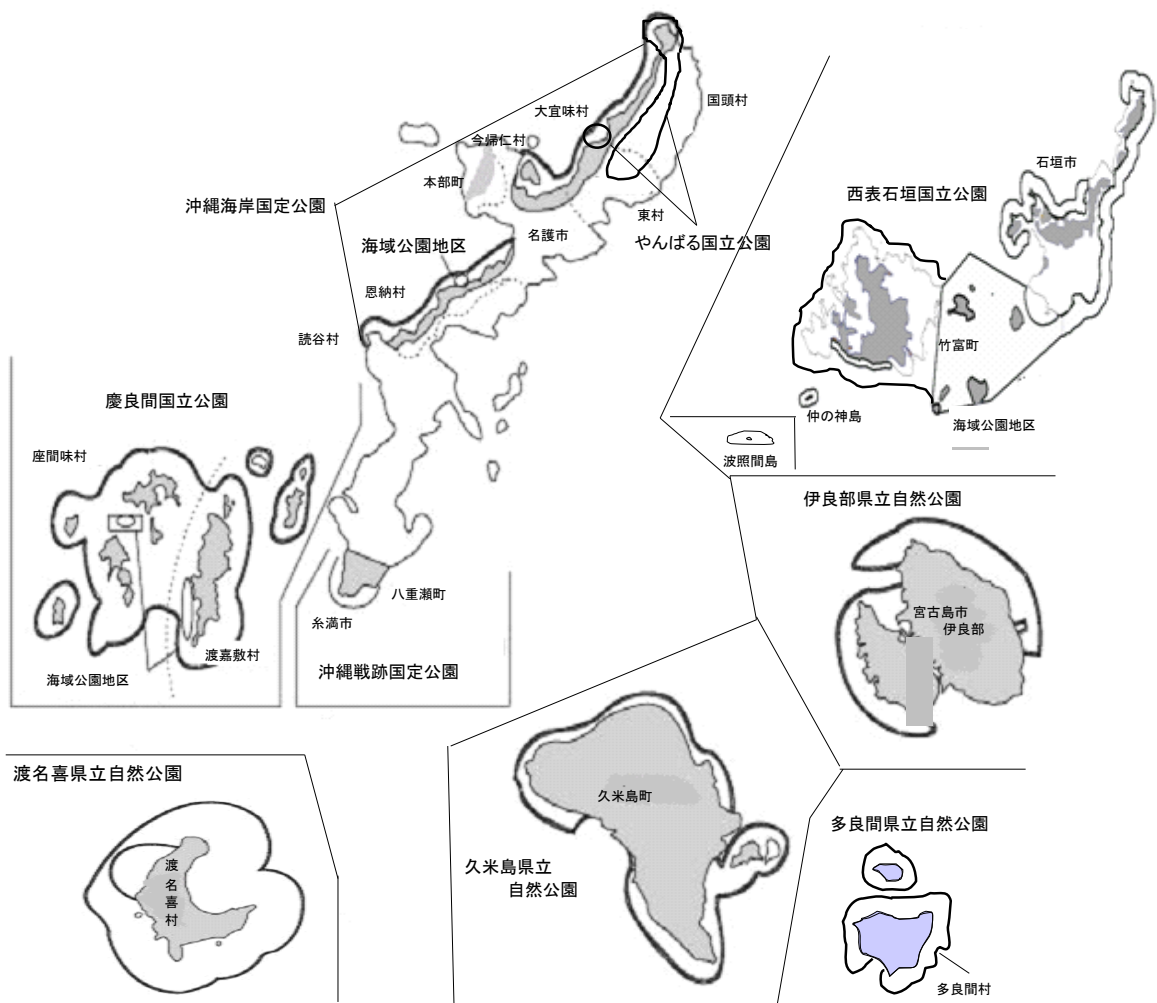 大宜味村
国頭村
今帰仁村
本部町
沖縄海岸国定公園
東村
名護市
やんばる国立公園
海域公園地区
恩納村
読谷村
石垣市
西表石垣国立公園
竹富町
仲の神島
海域公園地区
波照間島
慶良間国立公園
座間味村
渡嘉敷村
海域公園地区
八重瀬町
糸満市
沖縄戦跡国定公園
伊良部県立自然公園
宮古島市
伊良部
渡名喜県立自然公園
渡名喜村
久米島町
久米島県立
自然公園
多良間県立自然公園
多良間村